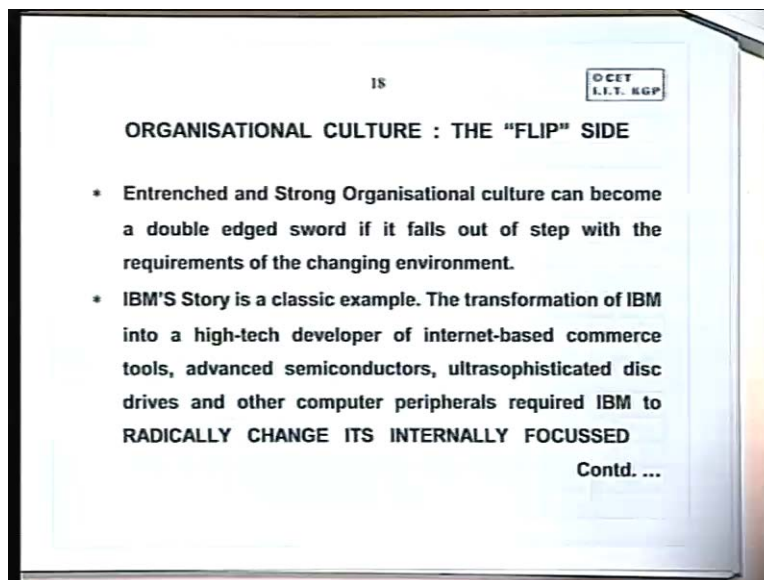 18
OCET
I.I.T. KGP
ORGANISATIONAL CULTURE : THE "FLIP" SIDE
* Entrenched and Strong Organisational culture can become
a double edged sword if it falls out of step with the
requirements of the changing environment.
* IBM'S Story is a classic example. The transformation of IBM
into a high-tech developer of internet-based commerce
tools, advanced semiconductors, ultrasophisticated disc
drives and other computer peripherals required IBM to
RADICALLY CHANGE ITS INTERNALLY FOCUSSED
Contd. ...